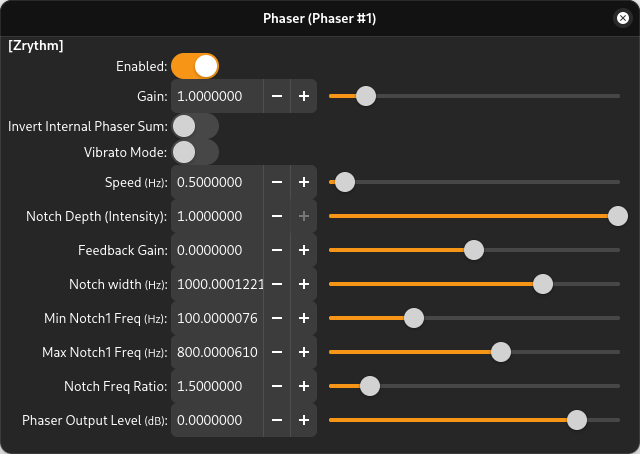 Phaser (Phaser #1)
[Zrythm]
Enabled:
Gain: 1.0000000 − +
Invert Internal Phaser Sum:
Vibrato Mode:
Speed (Hz): 0.5000000 − +
Notch Depth (Intensity): 1.0000000 − +
Feedback Gain: 0.0000000 − +
Notch width (Hz): 1000.0001221 − +
Min Notch1 Freq (Hz): 100.0000076 − +
Max Notch1 Freq (Hz): 800.0000610 − +
Notch Freq Ratio: 1.5000000 − +
Phaser Output Level (dB): 0.0000000 − +